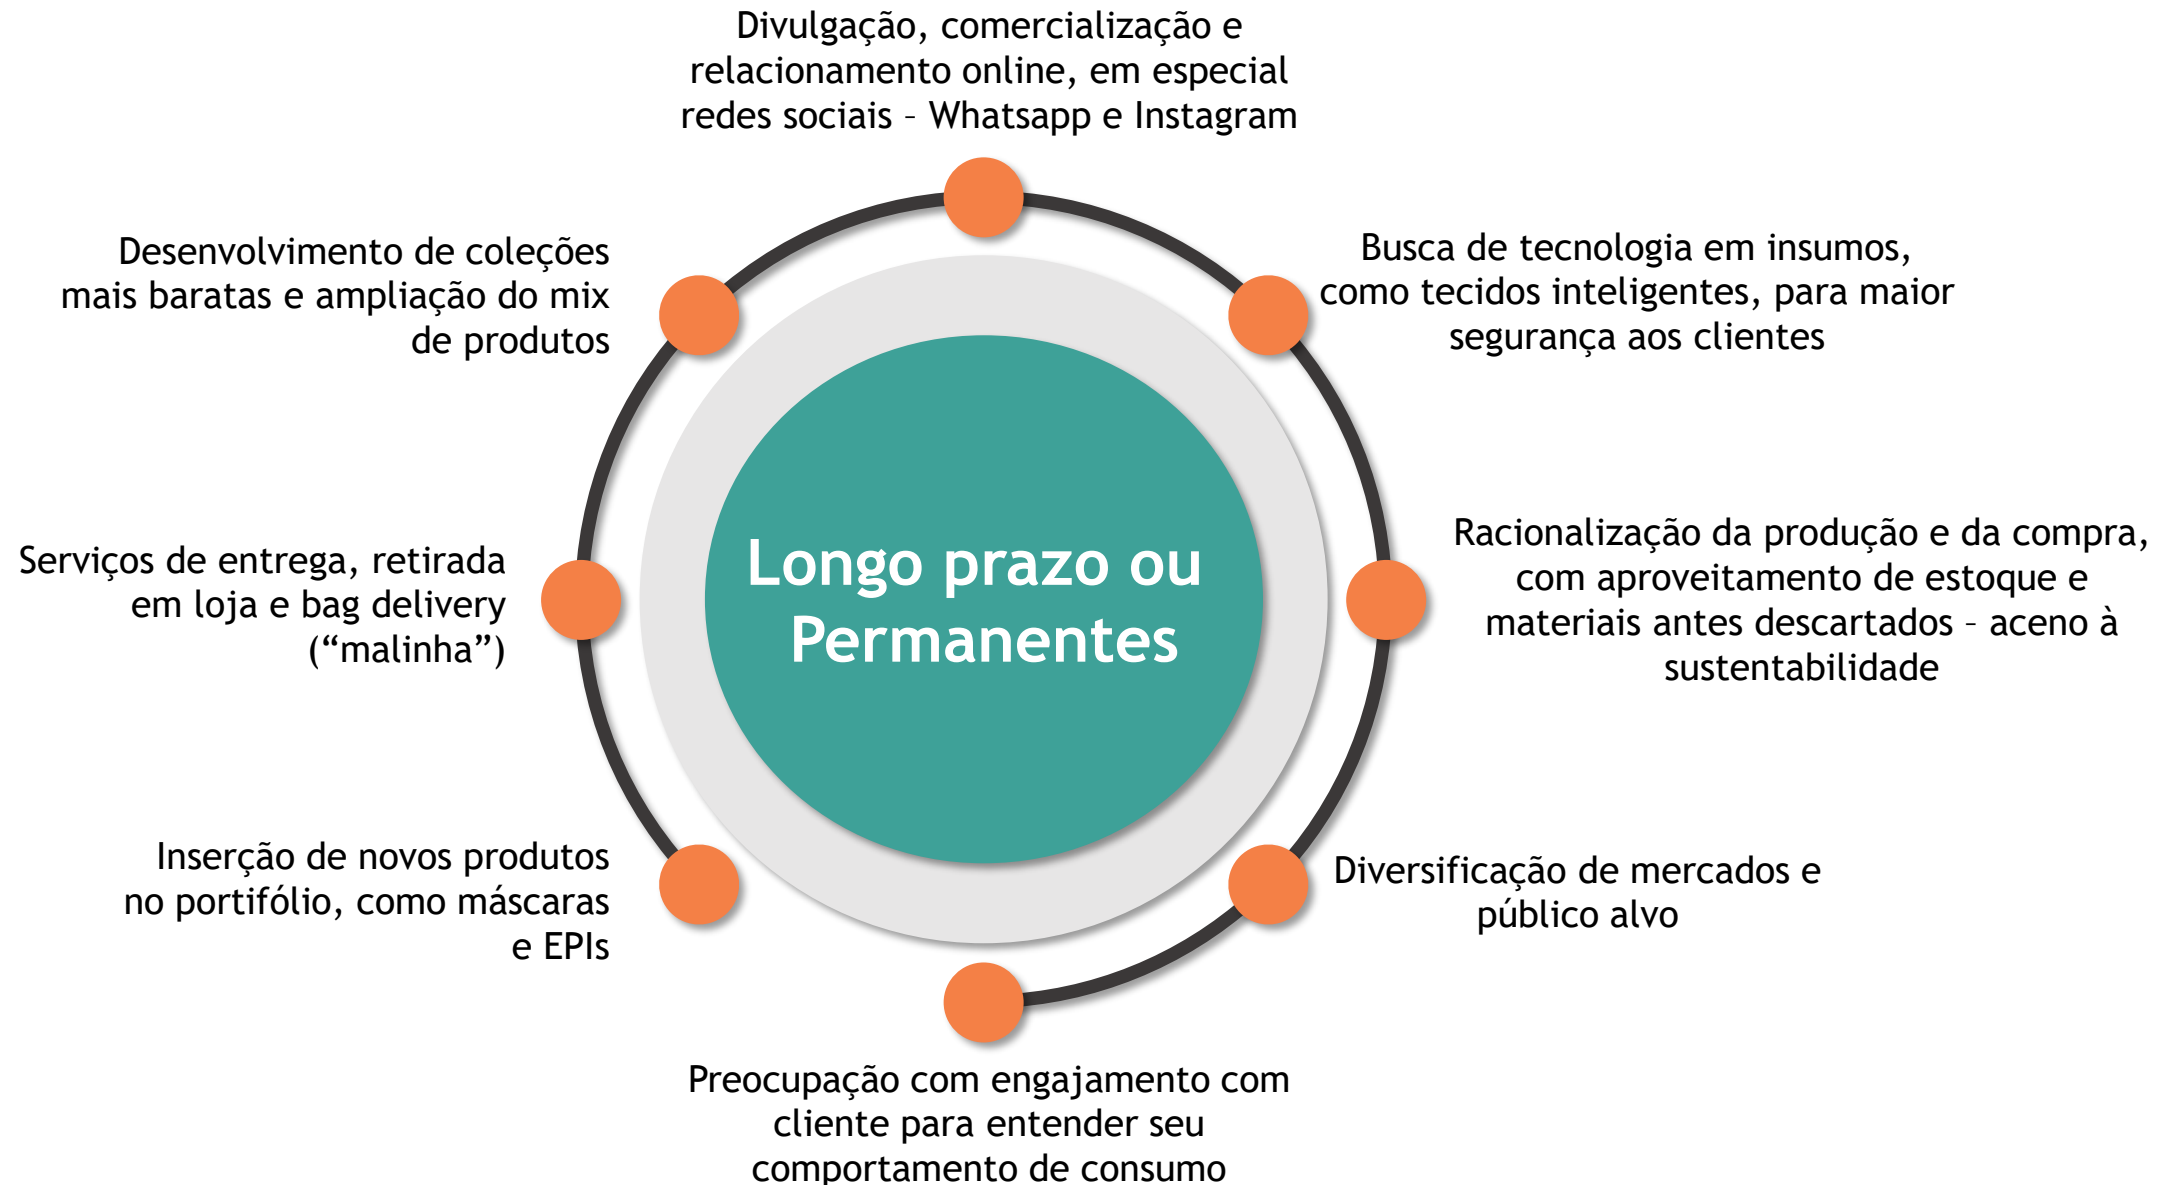 Divulgação, comercialização e
relacionamento online, em especial
redes sociais – Whatsapp e Instagram
Desenvolvimento de coleções
mais baratas e ampliação do mix
de produtos
Busca de tecnologia em insumos,
como tecidos inteligentes, para maior
segurança aos clientes
Serviços de entrega, retirada
em loja e bag delivery
(“malinha”)
Longo prazo ou
Permanentes
Racionalização da produção e da compra,
com aproveitamento de estoque e
materiais antes descartados – aceno à
sustentabilidade
Inserção de novos produtos
no portifólio, como máscaras
e EPIs
Diversificação de mercados e
público alvo
Preocupação com engajamento com
cliente para entender seu
comportamento de consumo